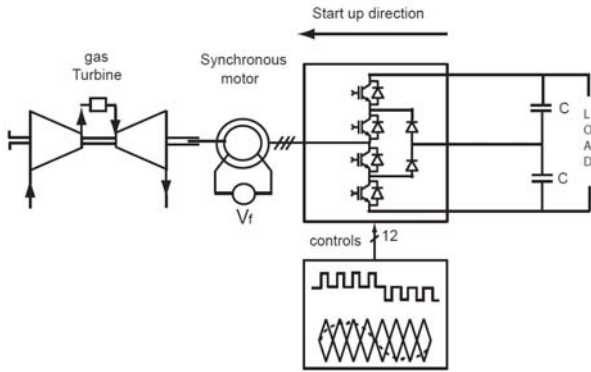 Start up direction
gas
Turbine
Synchronous
motor
C
L
O
A
D
C
Vf
controls
12